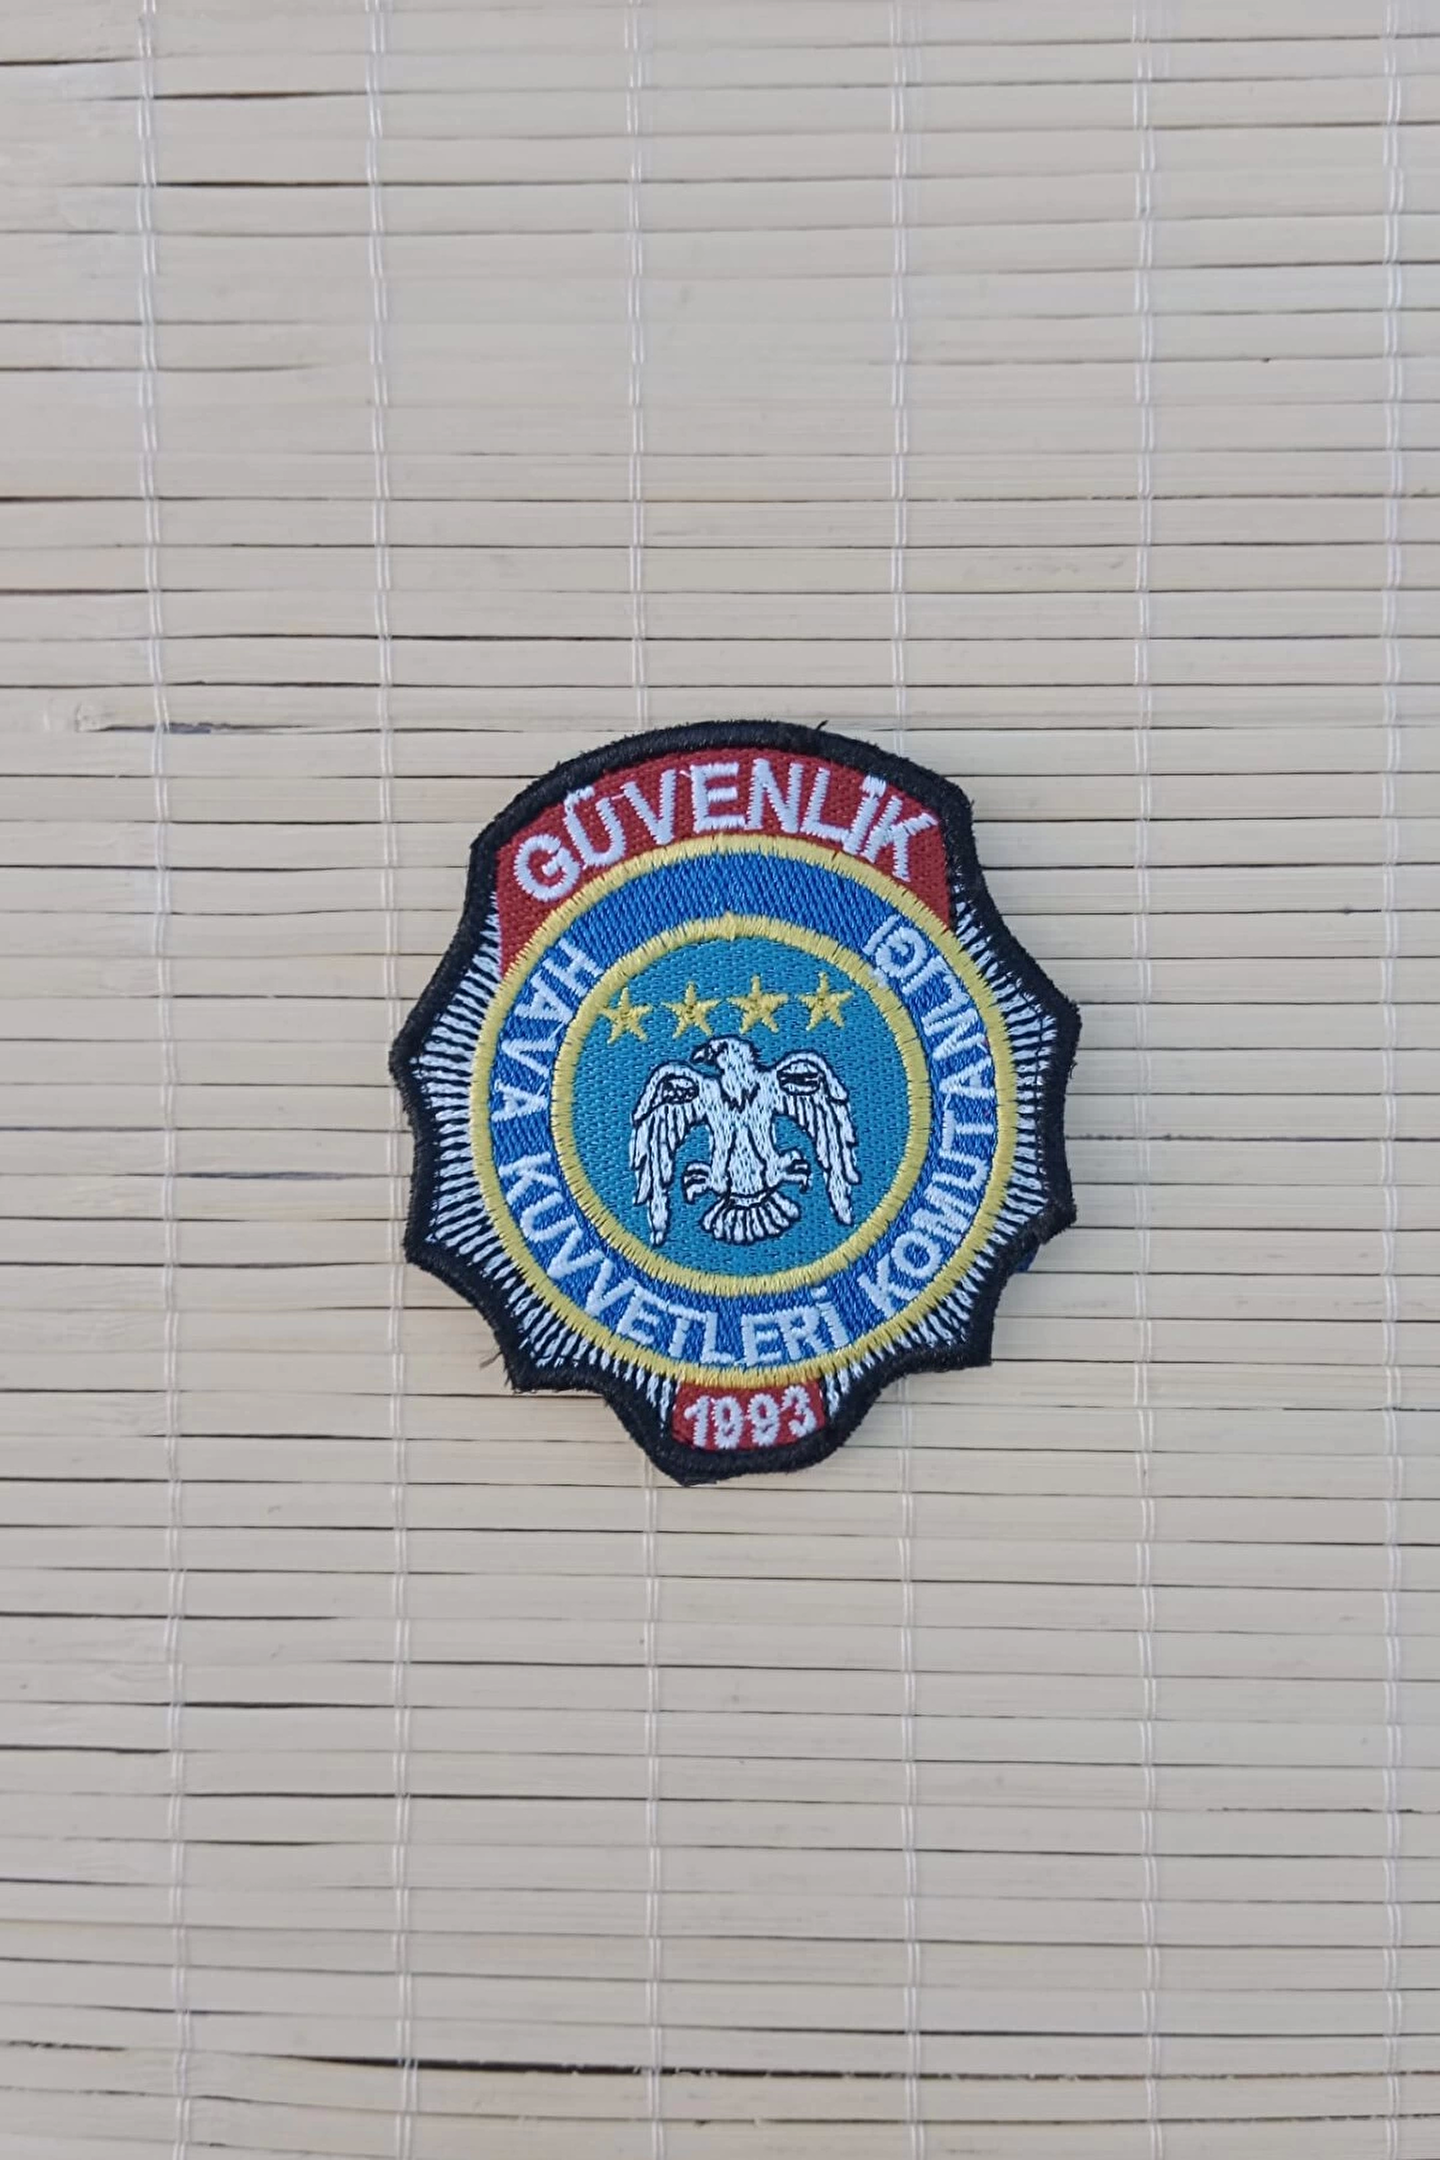 GÜVENLİK
HAVA KUVVETLERİ KOMUTANLIĞI
1993